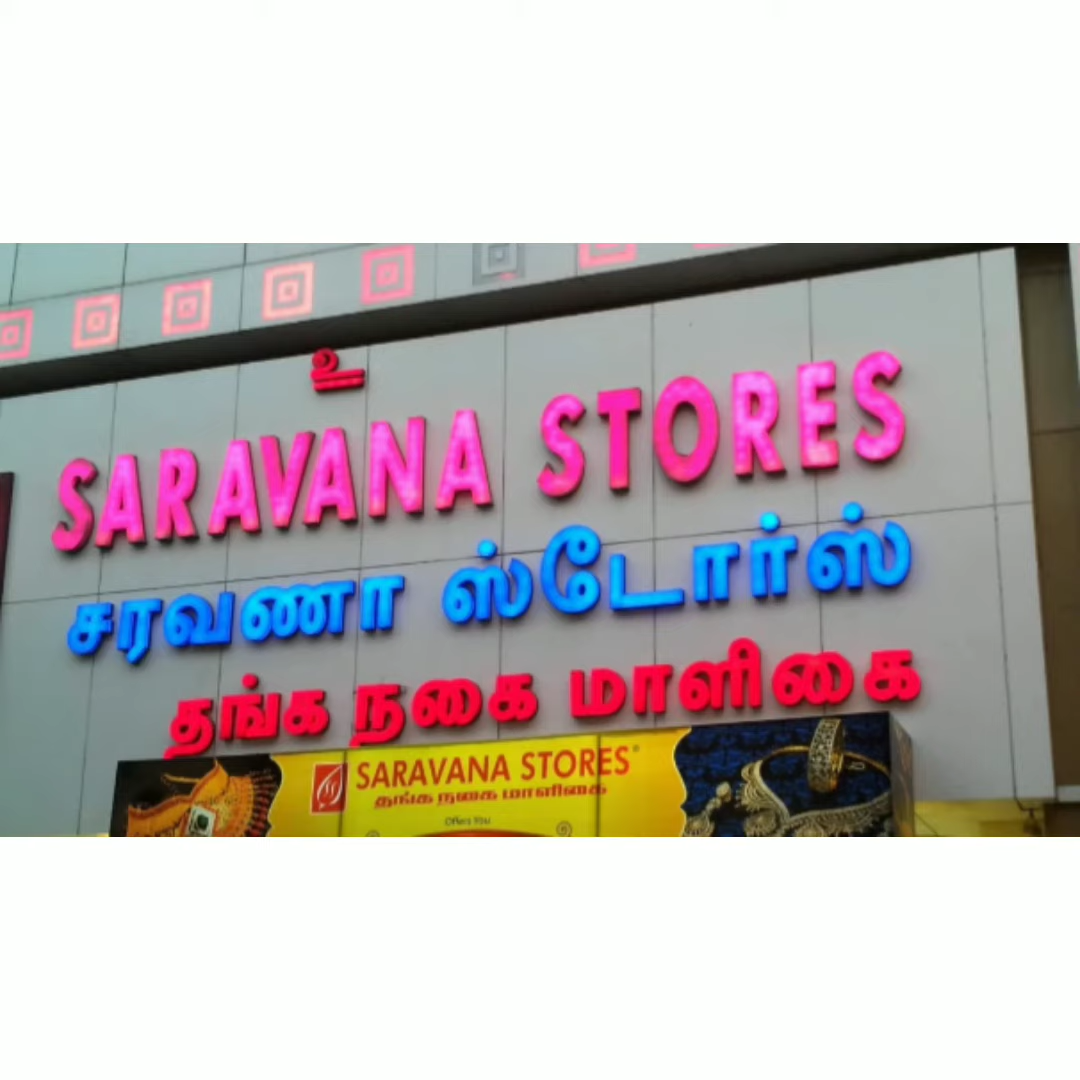 உ
SARAVANA STORES
சரவணா ஸ்டோர்ஸ்
தங்க நகை மாளிகை
SARAVANA STORES®
தங்க நகை மாளிகை
Offers You